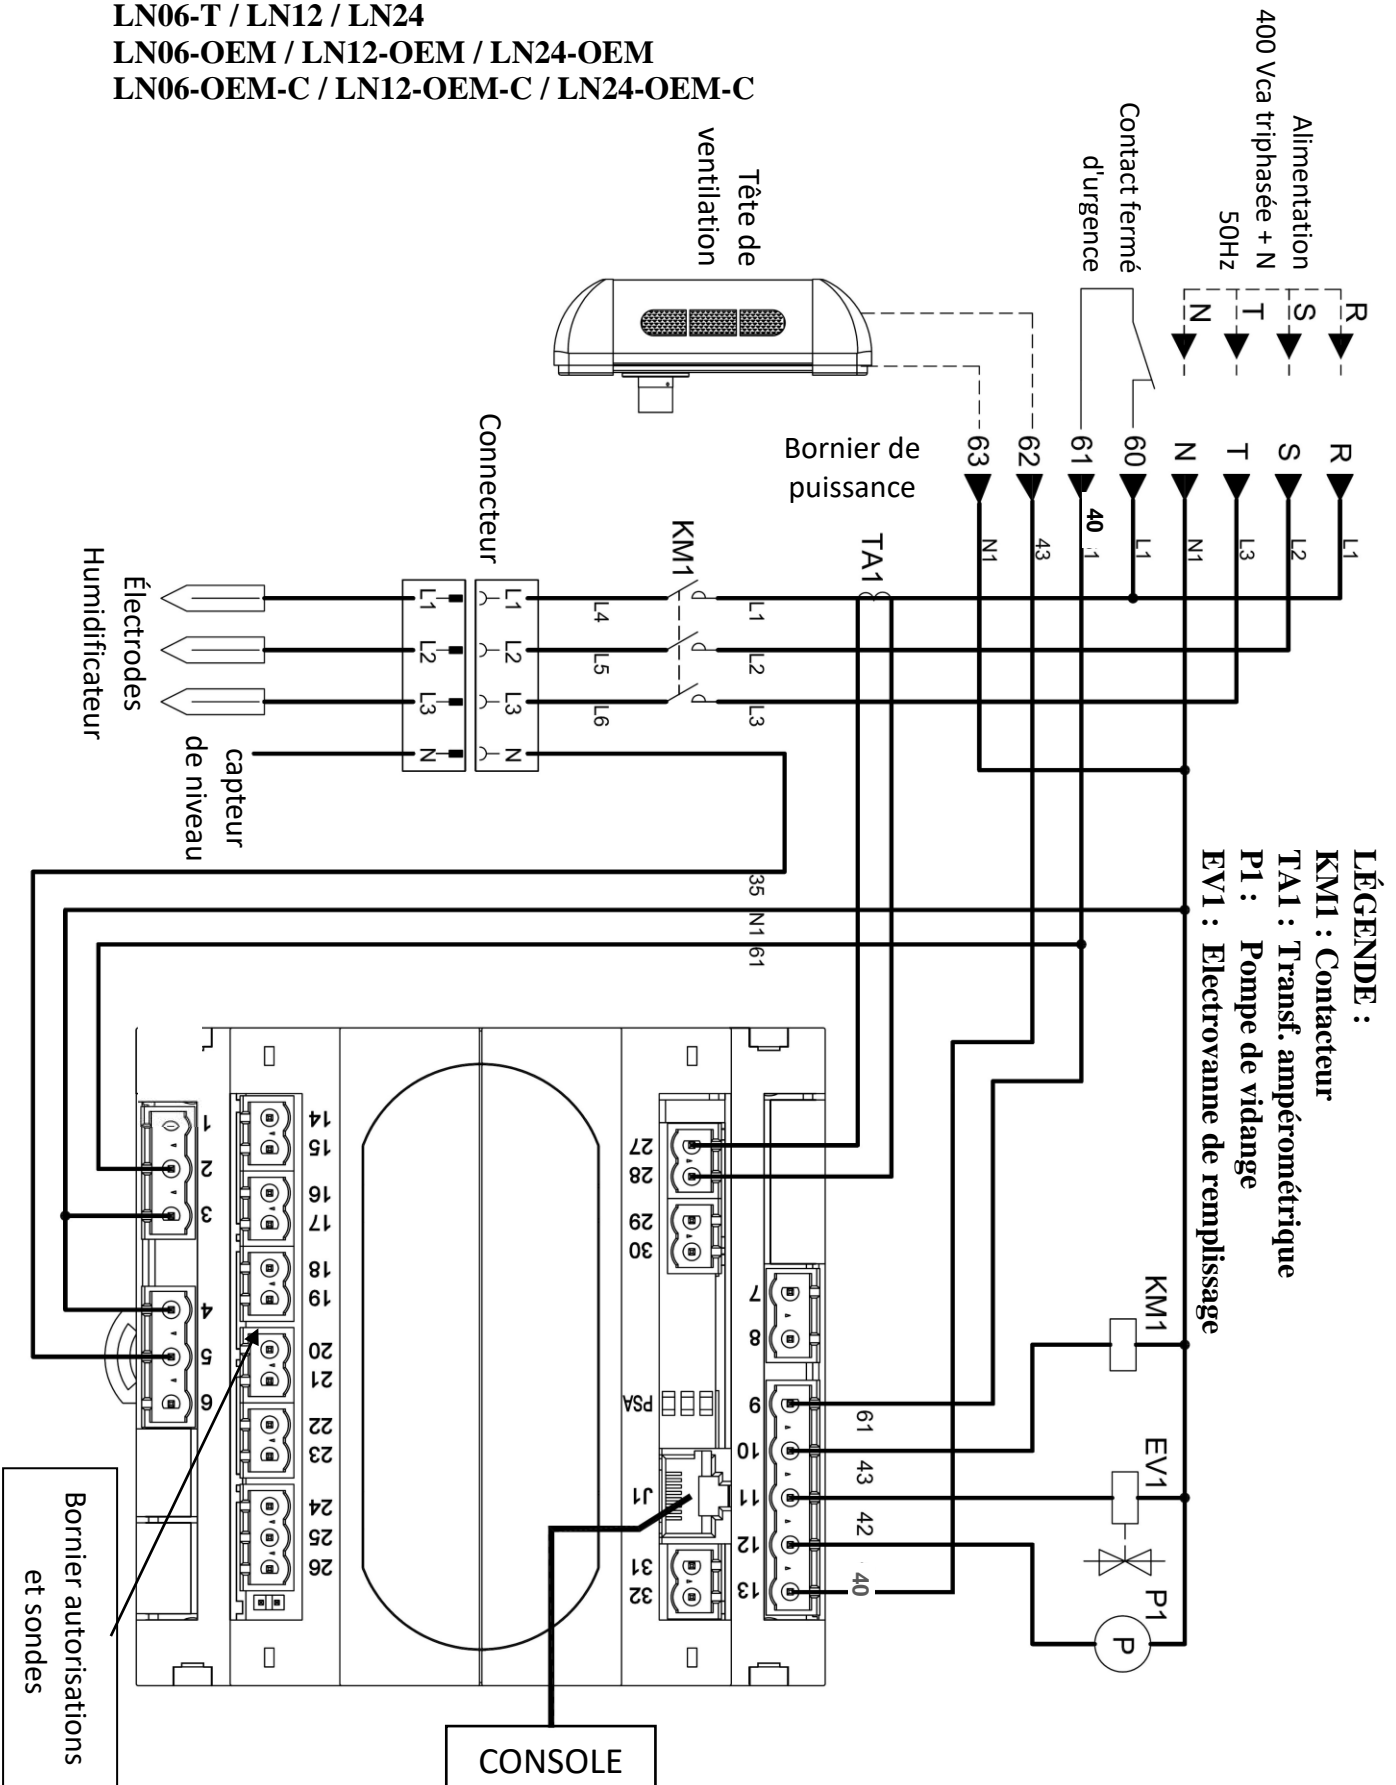 LN06-T / LN12 / LN24
LN06-OEM / LN12-OEM / LN24-OEM
LN06-OEM-C / LN12-OEM-C / LN24-OEM-C
Alimentation
400 Vca triphasée + N
50Hz
Contact fermé
d'urgence
Tête de
ventilation
R
S
T
N
R
S
T
N
60
61
62
63
Bornier de
puissance
L1
L2
L3
N1
L1
40
1
43
N1
TA1
KM1
L1
L2
L3
L4
L5
L6
Connecteur
L1
L2
L3
N
L1
L2
L3
N
Électrodes
Humidificateur
capteur
de niveau
35
N1
61
LÉGENDE :
KM1 : Contacteur
TA1 : Transf. ampérométrique
P1 : Pompe de vidange
EV1 : Electrovanne de remplissage
KM1
EV1
P1
P
1
2
3
4
5
6
14
15
16
17
18
19
20
21
22
23
24
25
26
27
28
29
30
PSA
J1
31
32
7
8
9
10
11
12
13
61
43
42
40
Bornier autorisations
et sondes
CONSOLE